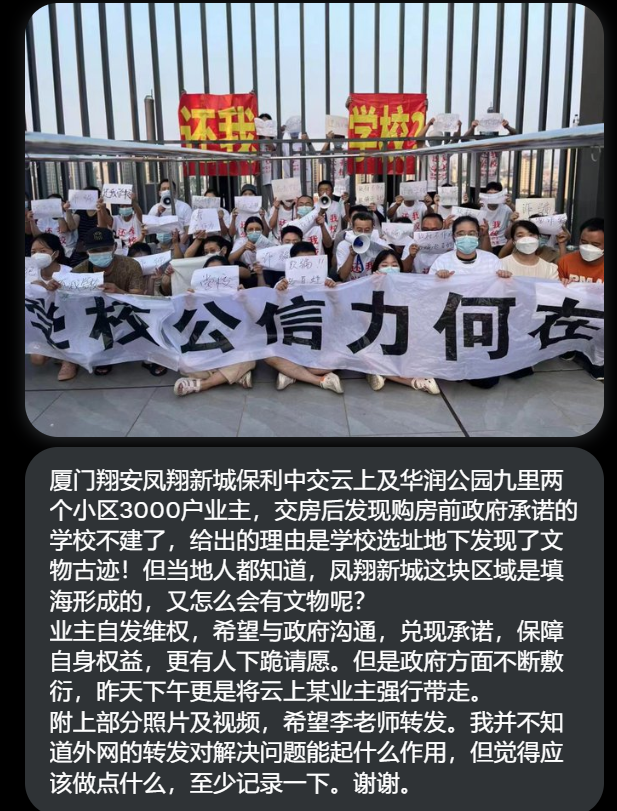 还我
学校?
学校公信力何在
厦门翔安凤翔新城保利中交云上及华润公园九里两
个小区3000户业主，交房后发现购房前政府承诺的
学校不建了，给出的理由是学校选址地下发现了文
物古迹！但当地人都知道，凤翔新城这块区域是填
海形成的，又怎么会有文物呢？
业主自发维权，希望与政府沟通，兑现承诺，保障
自身权益，更有人下跪请愿。但是政府方面不断敷
衍，昨天下午更是将云上某业主强行带走。
附上部分照片及视频，希望李老师转发。我并不知
道外网的转发对解决问题能起什么作用，但觉得应
该做点什么，至少记录一下。谢谢。